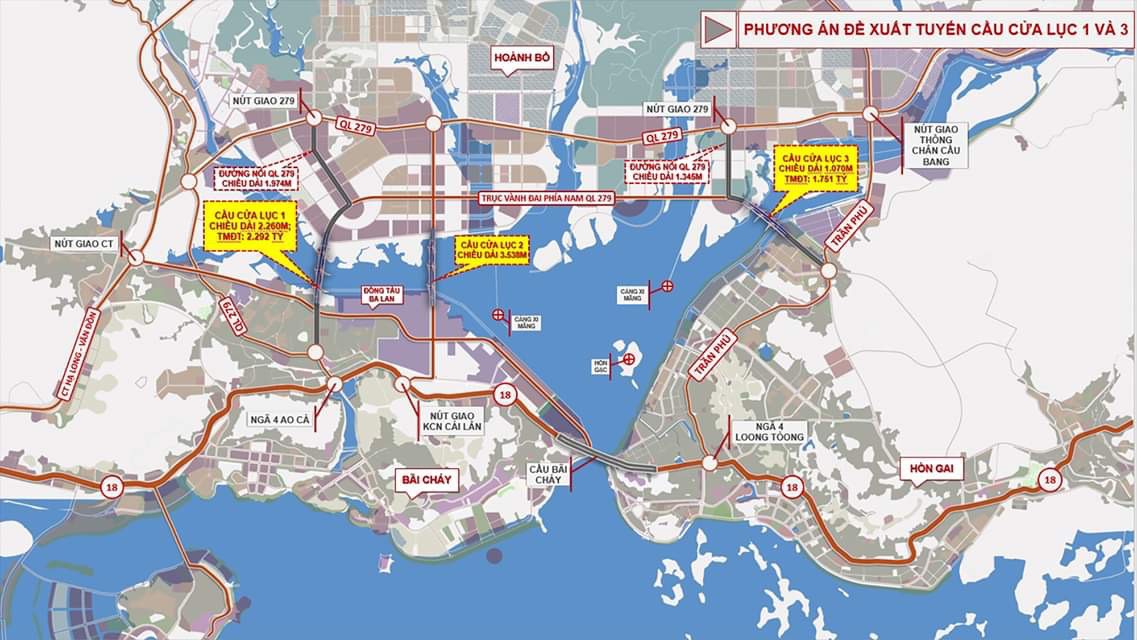 PHƯƠNG ÁN ĐỀ XUẤT TUYẾN CẦU CỬA LỤC 1 VÀ 3
HOÀNH BỒ
NÚT GIAO 279
QL 279
NÚT GIAO 279
QL 279
NÚT GIAO
THÔNG
CHÂN CẦU
BANG
ĐƯỜNG NỐI QL 279
CHIỀU DÀI 1.974M
ĐƯỜNG NỐI QL 279
CHIỀU DÀI 1.345M
CẦU CỬA LỤC 3
CHIỀU DÀI 1.070M
TMĐT: 1.751 TỶ
TRỤC VÀNH ĐAI PHÍA NAM QL 279
CẦU CỬA LỤC 1
CHIỀU DÀI 2.260M;
TMĐT: 2.292 TỶ
CẦU CỬA LỤC 2
CHIỀU DÀI 3.538M
TRẦN PHÚ
NÚT GIAO CT
ĐÓNG TÀU
BA LAN
CẢNG XI
MĂNG
CẢNG XI
MĂNG
QL 279
CT HẠ LONG - VÂN ĐỒN
HÒN
GẠC
TRẦN PHÚ
18
NGÃ 4 AO CÁ
NÚT GIAO
KCN CÁI LÂN
NGÃ 4
LOONG TÒONG
CẦU BÃI
CHÁY
BÃI CHÁY
HÒN GAI
18
18
18